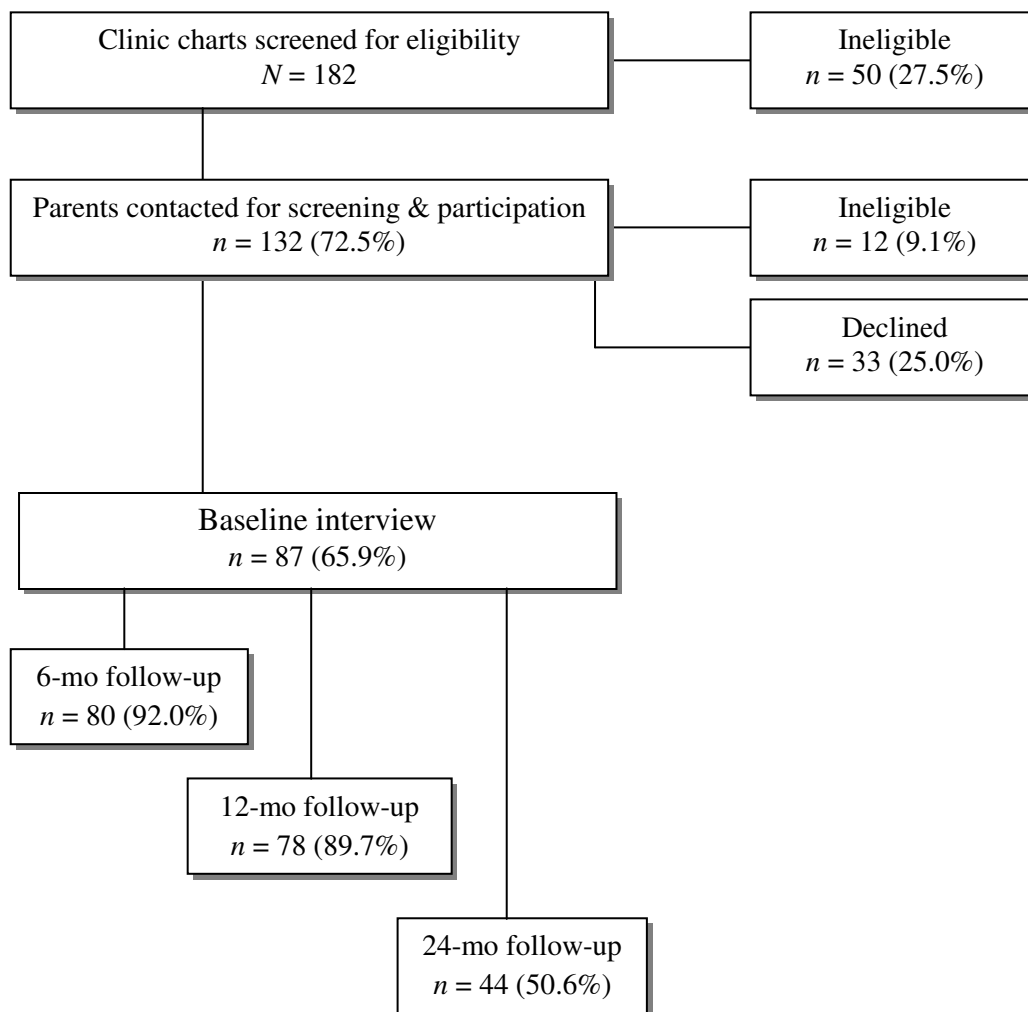 Clinic charts screened for eligibility
N = 182
Ineligible
n = 50 (27.5%)
Parents contacted for screening & participation
n = 132 (72.5%)
Ineligible
n = 12 (9.1%)
Declined
n = 33 (25.0%)
Baseline interview
n = 87 (65.9%)
6-mo follow-up
n = 80 (92.0%)
12-mo follow-up
n = 78 (89.7%)
24-mo follow-up
n = 44 (50.6%)